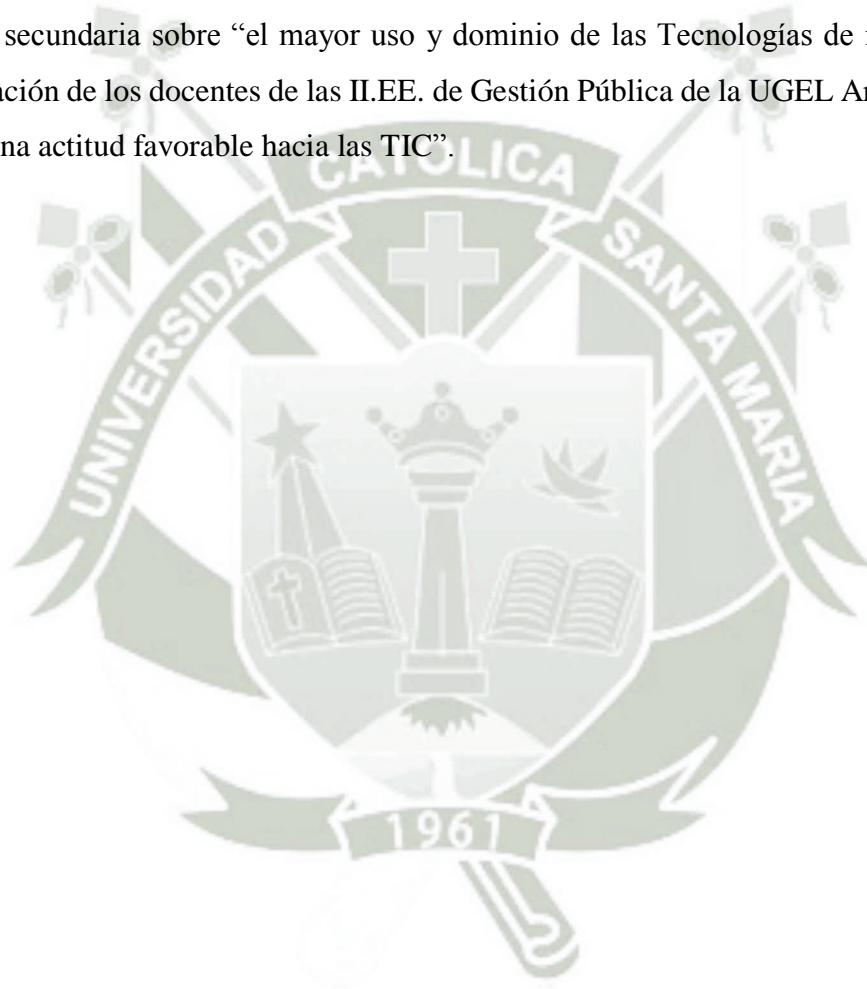 secundaria sobre “el mayor uso y dominio de las Tecnologías de
ación de los docentes de las II.EE. de Gestión Pública de la UGEL
na actitud favorable hacia las TIC”.
UNIVERSIDAD CATOLICA SANTA MARIA
1961